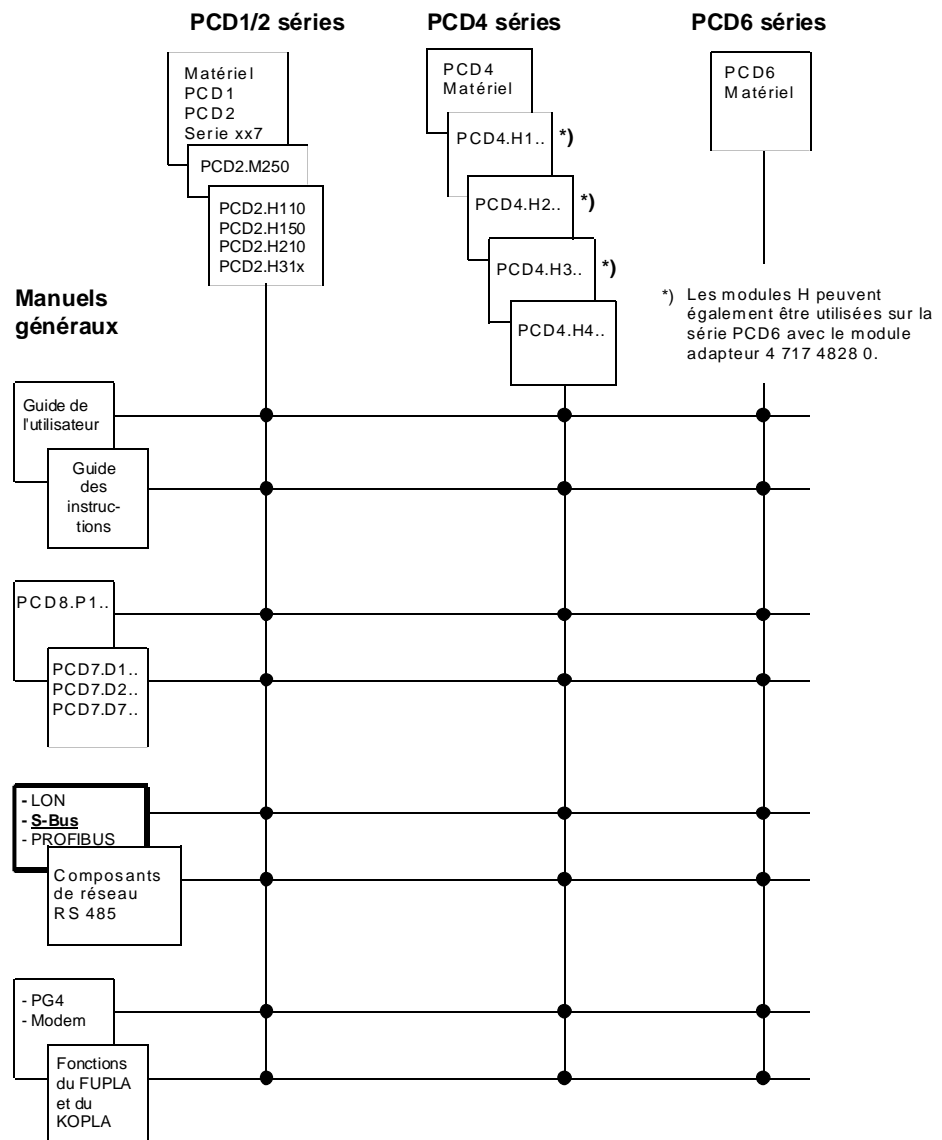 PCD1/2 séries
PCD4 séries
PCD6 séries
Matériel
PCD1
PCD2
Serie xx7
PCD2.M250
PCD2.H110
PCD2.H150
PCD2.H210
PCD2.H31x
PCD4
Matériel
PCD4.H1.. *)
PCD4.H2.. *)
PCD4.H3.. *)
PCD4.H4..
PCD6
Matériel
*) Les modules H peuvent
également être utilisées sur la
série PCD6 avec le module
adapteur 4 717 4828 0.
Manuels
généraux
Guide de
l'utilisateur
Guide
des
instruc-
tions
PCD8.P1..
PCD7.D1..
PCD7.D2..
PCD7.D7..
- LON
- S-Bus
- PROFIBUS
Composants
de réseau
RS 485
- PG4
- Modem
Fonctions
du FUPLA
et du
KOPLA